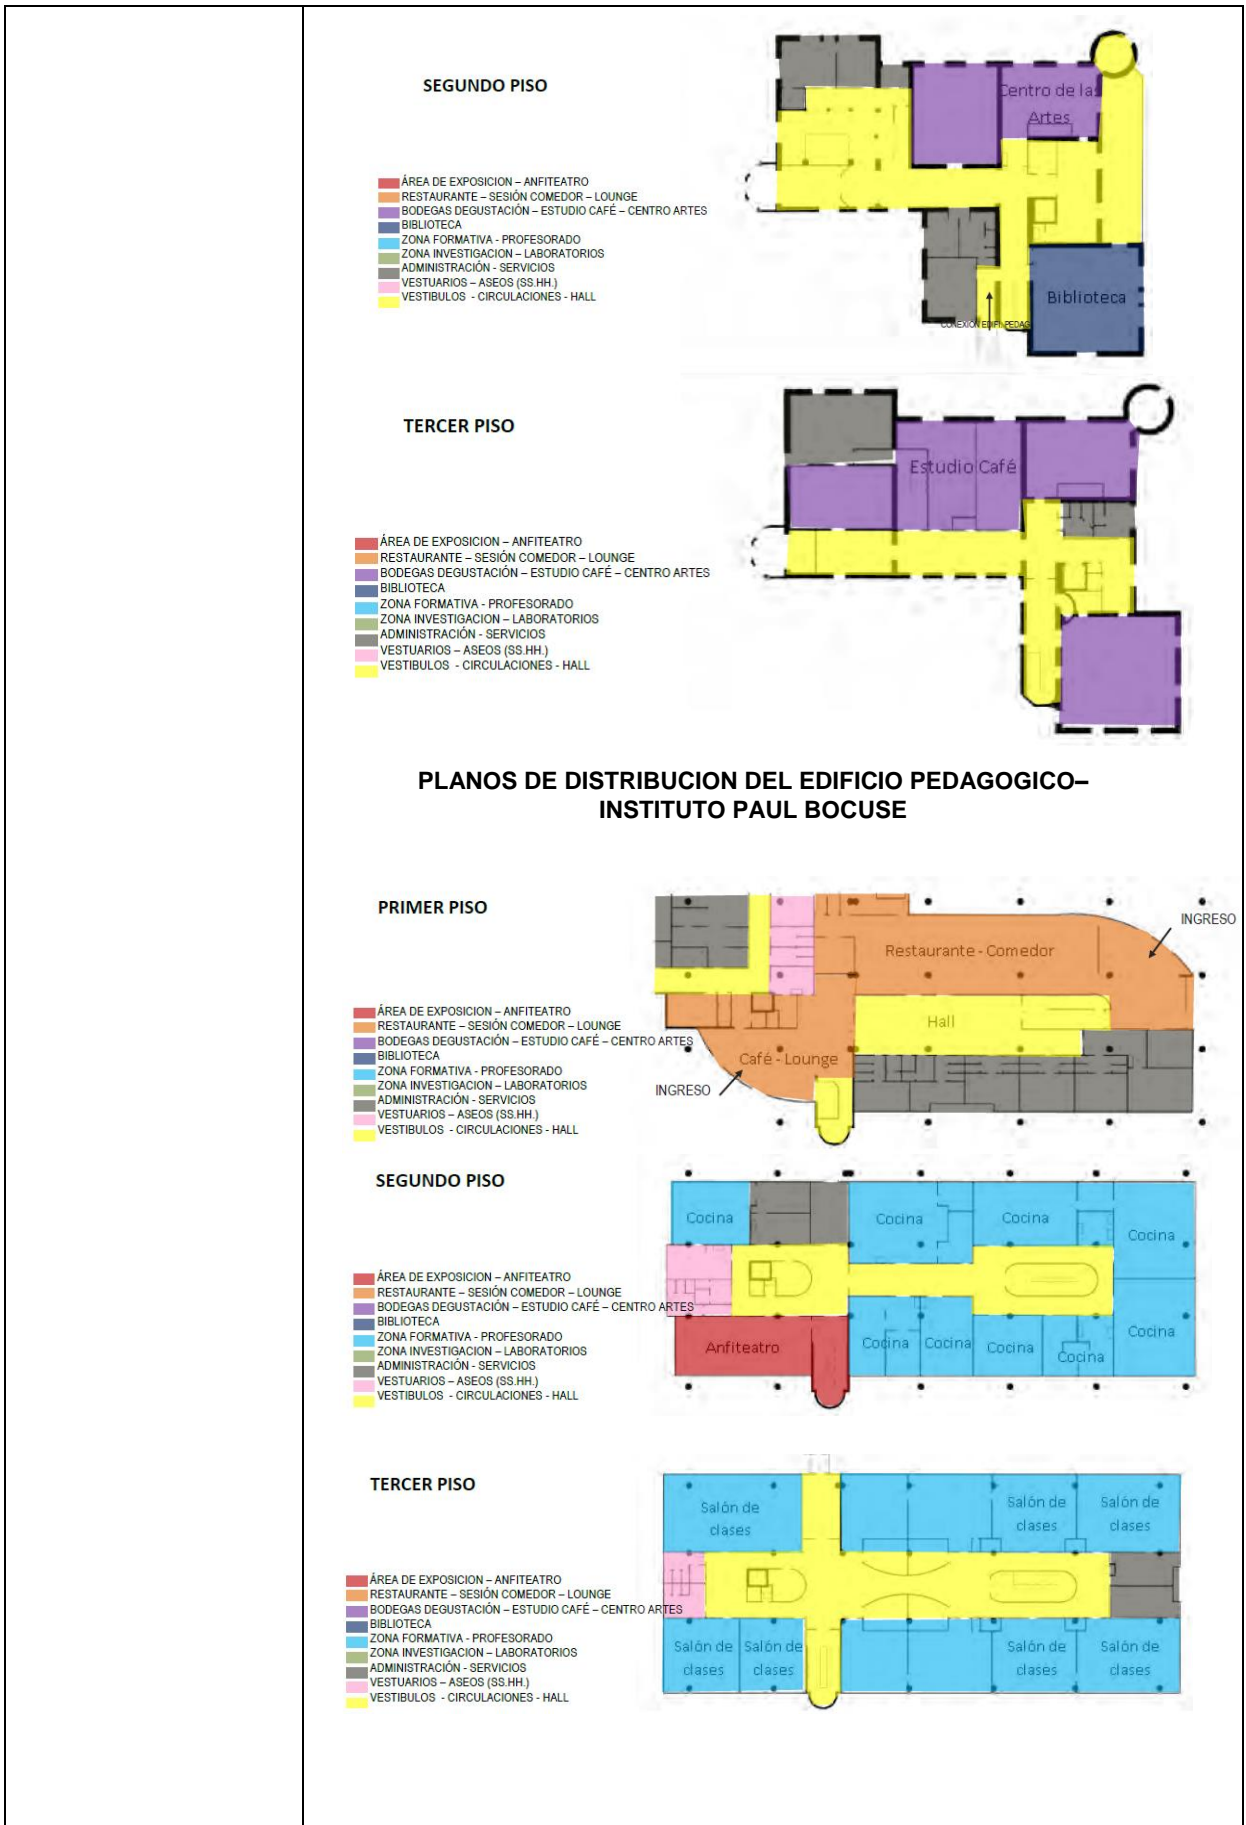 SEGUNDO PISO
ÁREA DE EXPOSICION – ANFITEATRO
RESTAURANTE – SESIÓN COMEDOR – LOUNGE
BODEGAS DEGUSTACIÓN – ESTUDIO CAFÉ – CENTRO ARTES
BIBLIOTECA
ZONA FORMATIVA - PROFESORADO
ZONA INVESTIGACION – LABORATORIOS
ADMINISTRACIÓN - SERVICIOS
VESTUARIOS – ASEOS (SS.HH.)
VESTIBULOS - CIRCULACIONES - HALL
Centro de las
Artes
Biblioteca
CONEXIÓN EDIFI. PEDAG
TERCER PISO
ÁREA DE EXPOSICION – ANFITEATRO
RESTAURANTE – SESIÓN COMEDOR – LOUNGE
BODEGAS DEGUSTACIÓN – ESTUDIO CAFÉ – CENTRO ARTES
BIBLIOTECA
ZONA FORMATIVA - PROFESORADO
ZONA INVESTIGACION – LABORATORIOS
ADMINISTRACIÓN - SERVICIOS
VESTUARIOS – ASEOS (SS.HH.)
VESTIBULOS - CIRCULACIONES - HALL
Estudio Café
PLANOS DE DISTRIBUCION DEL EDIFICIO PEDAGOGICO–
INSTITUTO PAUL BOCUSE
PRIMER PISO
ÁREA DE EXPOSICION – ANFITEATRO
RESTAURANTE – SESIÓN COMEDOR – LOUNGE
BODEGAS DEGUSTACIÓN – ESTUDIO CAFÉ – CENTRO ARTES
BIBLIOTECA
ZONA FORMATIVA - PROFESORADO
ZONA INVESTIGACION – LABORATORIOS
ADMINISTRACIÓN - SERVICIOS
VESTUARIOS – ASEOS (SS.HH.)
VESTIBULOS - CIRCULACIONES - HALL
INGRESO
Restaurante - Comedor
Hall
Café - Lounge
INGRESO
SEGUNDO PISO
ÁREA DE EXPOSICION – ANFITEATRO
RESTAURANTE – SESIÓN COMEDOR – LOUNGE
BODEGAS DEGUSTACIÓN – ESTUDIO CAFÉ – CENTRO ARTES
BIBLIOTECA
ZONA FORMATIVA - PROFESORADO
ZONA INVESTIGACION – LABORATORIOS
ADMINISTRACIÓN - SERVICIOS
VESTUARIOS – ASEOS (SS.HH.)
VESTIBULOS - CIRCULACIONES - HALL
Cocina
Cocina
Cocina
Cocina
Anfiteatro
Cocina
Cocina
Cocina
Cocina
TERCER PISO
ÁREA DE EXPOSICION – ANFITEATRO
RESTAURANTE – SESIÓN COMEDOR – LOUNGE
BODEGAS DEGUSTACIÓN – ESTUDIO CAFÉ – CENTRO ARTES
BIBLIOTECA
ZONA FORMATIVA - PROFESORADO
ZONA INVESTIGACION – LABORATORIOS
ADMINISTRACIÓN - SERVICIOS
VESTUARIOS – ASEOS (SS.HH.)
VESTIBULOS - CIRCULACIONES - HALL
Salón de
clases
Salón de
clases
Salón de
clases
Salón de
clases
Salón de
clases
Salón de
clases
Salón de
clases